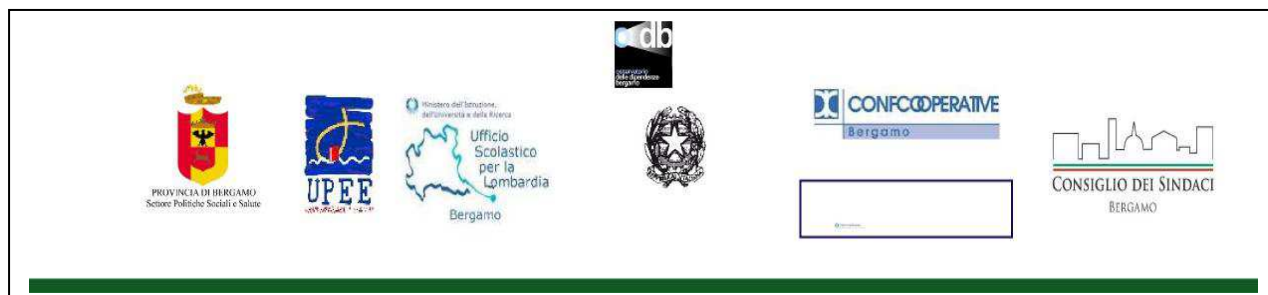 db
osservatorio
delle dipendenze
bergamo
PROVINCIA DI BERGAMO
Settore Politiche Sociali e Salute
UPEE
Ministero dell'Istruzione,
dell'Università e della Ricerca
Ufficio
Scolastico
per la
Lombardia
Bergamo
CONFCOOPERATIVE
Bergamo
CONSIGLIO DEI SINDACI
BERGAMO